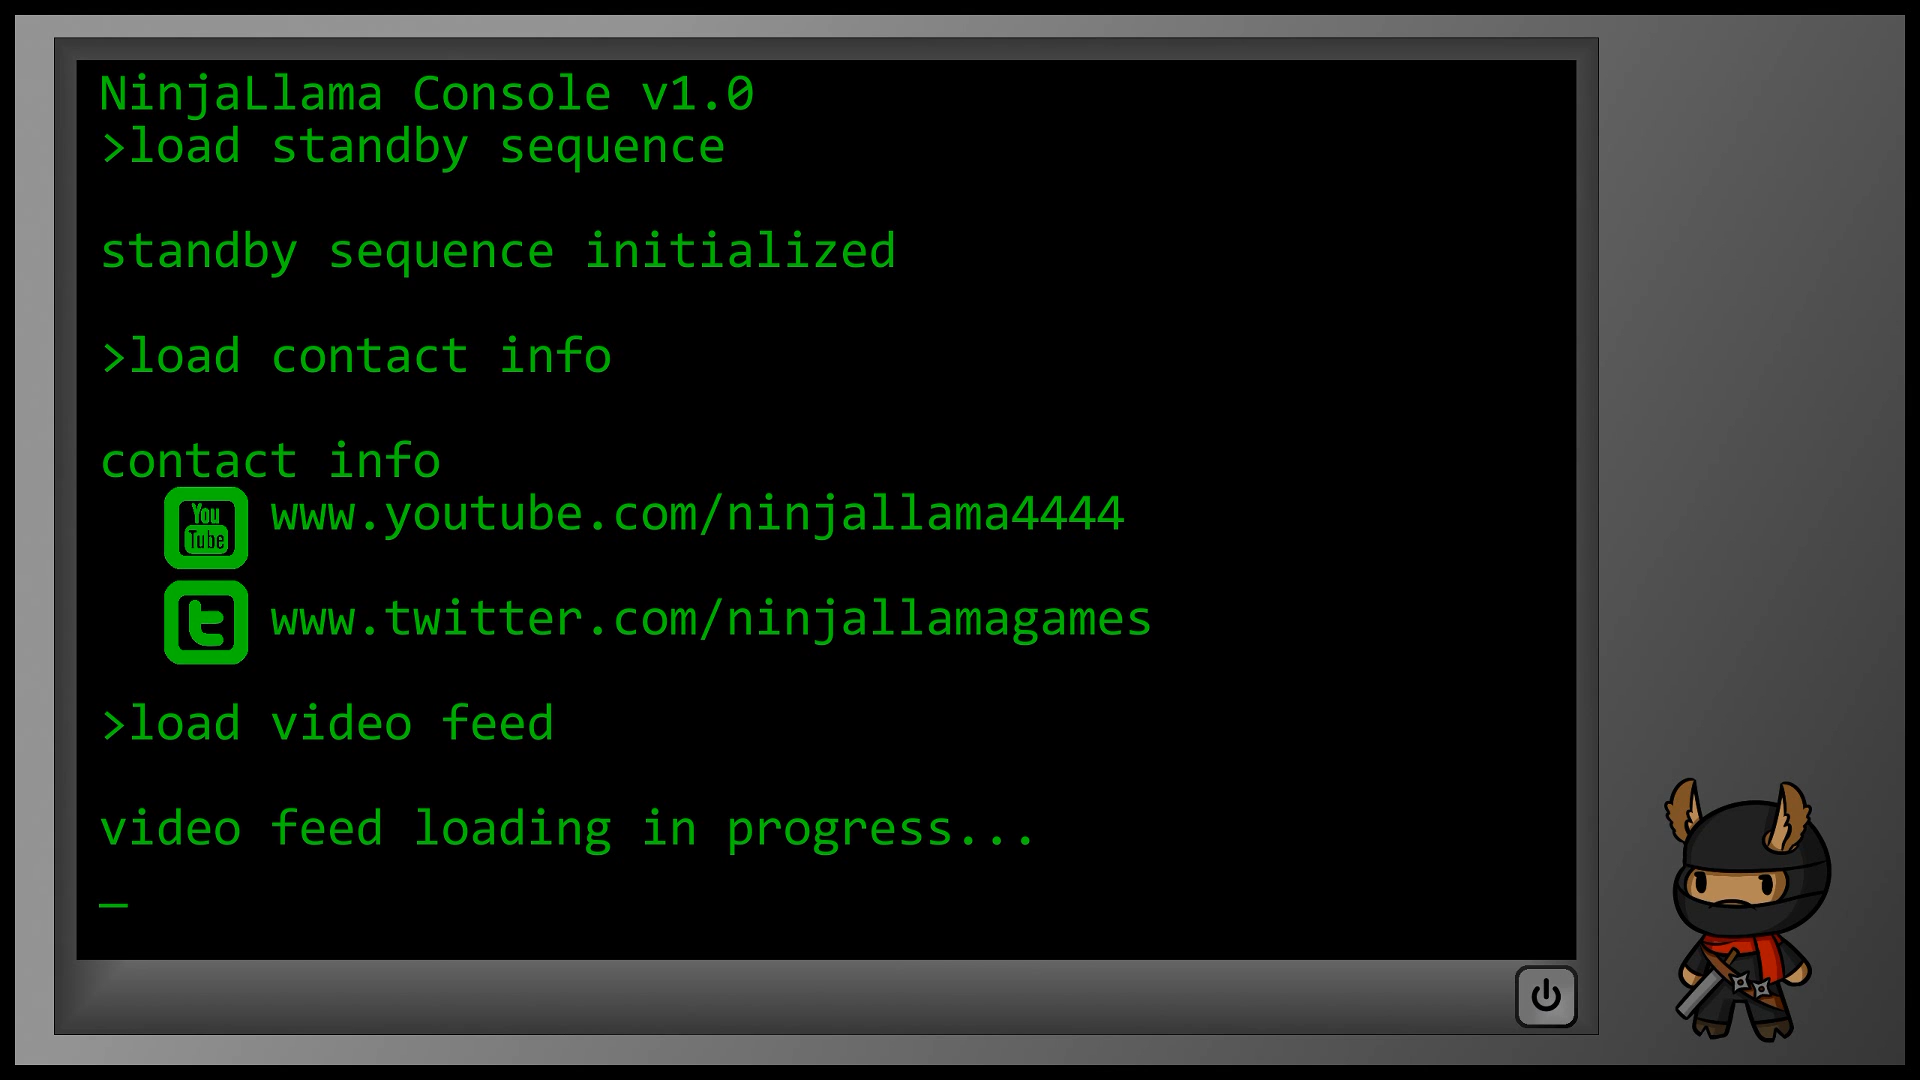 NinjaLlama Console v1.0
>load standby sequence
standby sequence initialized
>load contact info
contact info
You
Tube
www.youtube.com/ninjallama4444
t
www.twitter.com/ninjallamagames
>load video feed
video feed loading in progress...
_